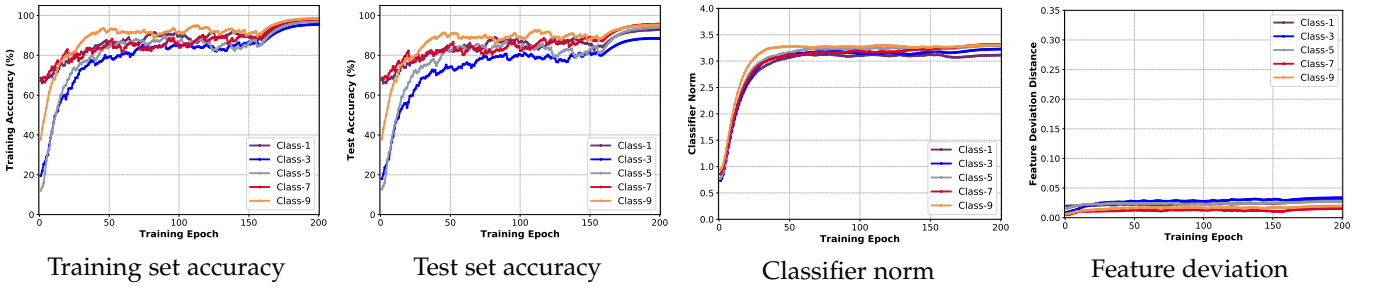 100
80
60
40
20
0
Training Acccuracy (%)
0 50 100 150 200
Training Epoch
Class-1
Class-3
Class-5
Class-7
Class-9
Training set accuracy
100
80
60
40
20
0
Test Acccuracy (%)
0 50 100 150 200
Training Epoch
Class-1
Class-3
Class-5
Class-7
Class-9
Test set accuracy
4.0
3.5
3.0
2.5
2.0
1.5
1.0
0.5
0.0
Classifier Norm
0 50 100 150 200
Training Epoch
Class-1
Class-3
Class-5
Class-7
Class-9
Classifier norm
0.35
0.30
0.25
0.20
0.15
0.10
0.05
0.00
Feature Deviation Distance
0 50 100 150 200
Training Epoch
Class-1
Class-3
Class-5
Class-7
Class-9
Feature deviation